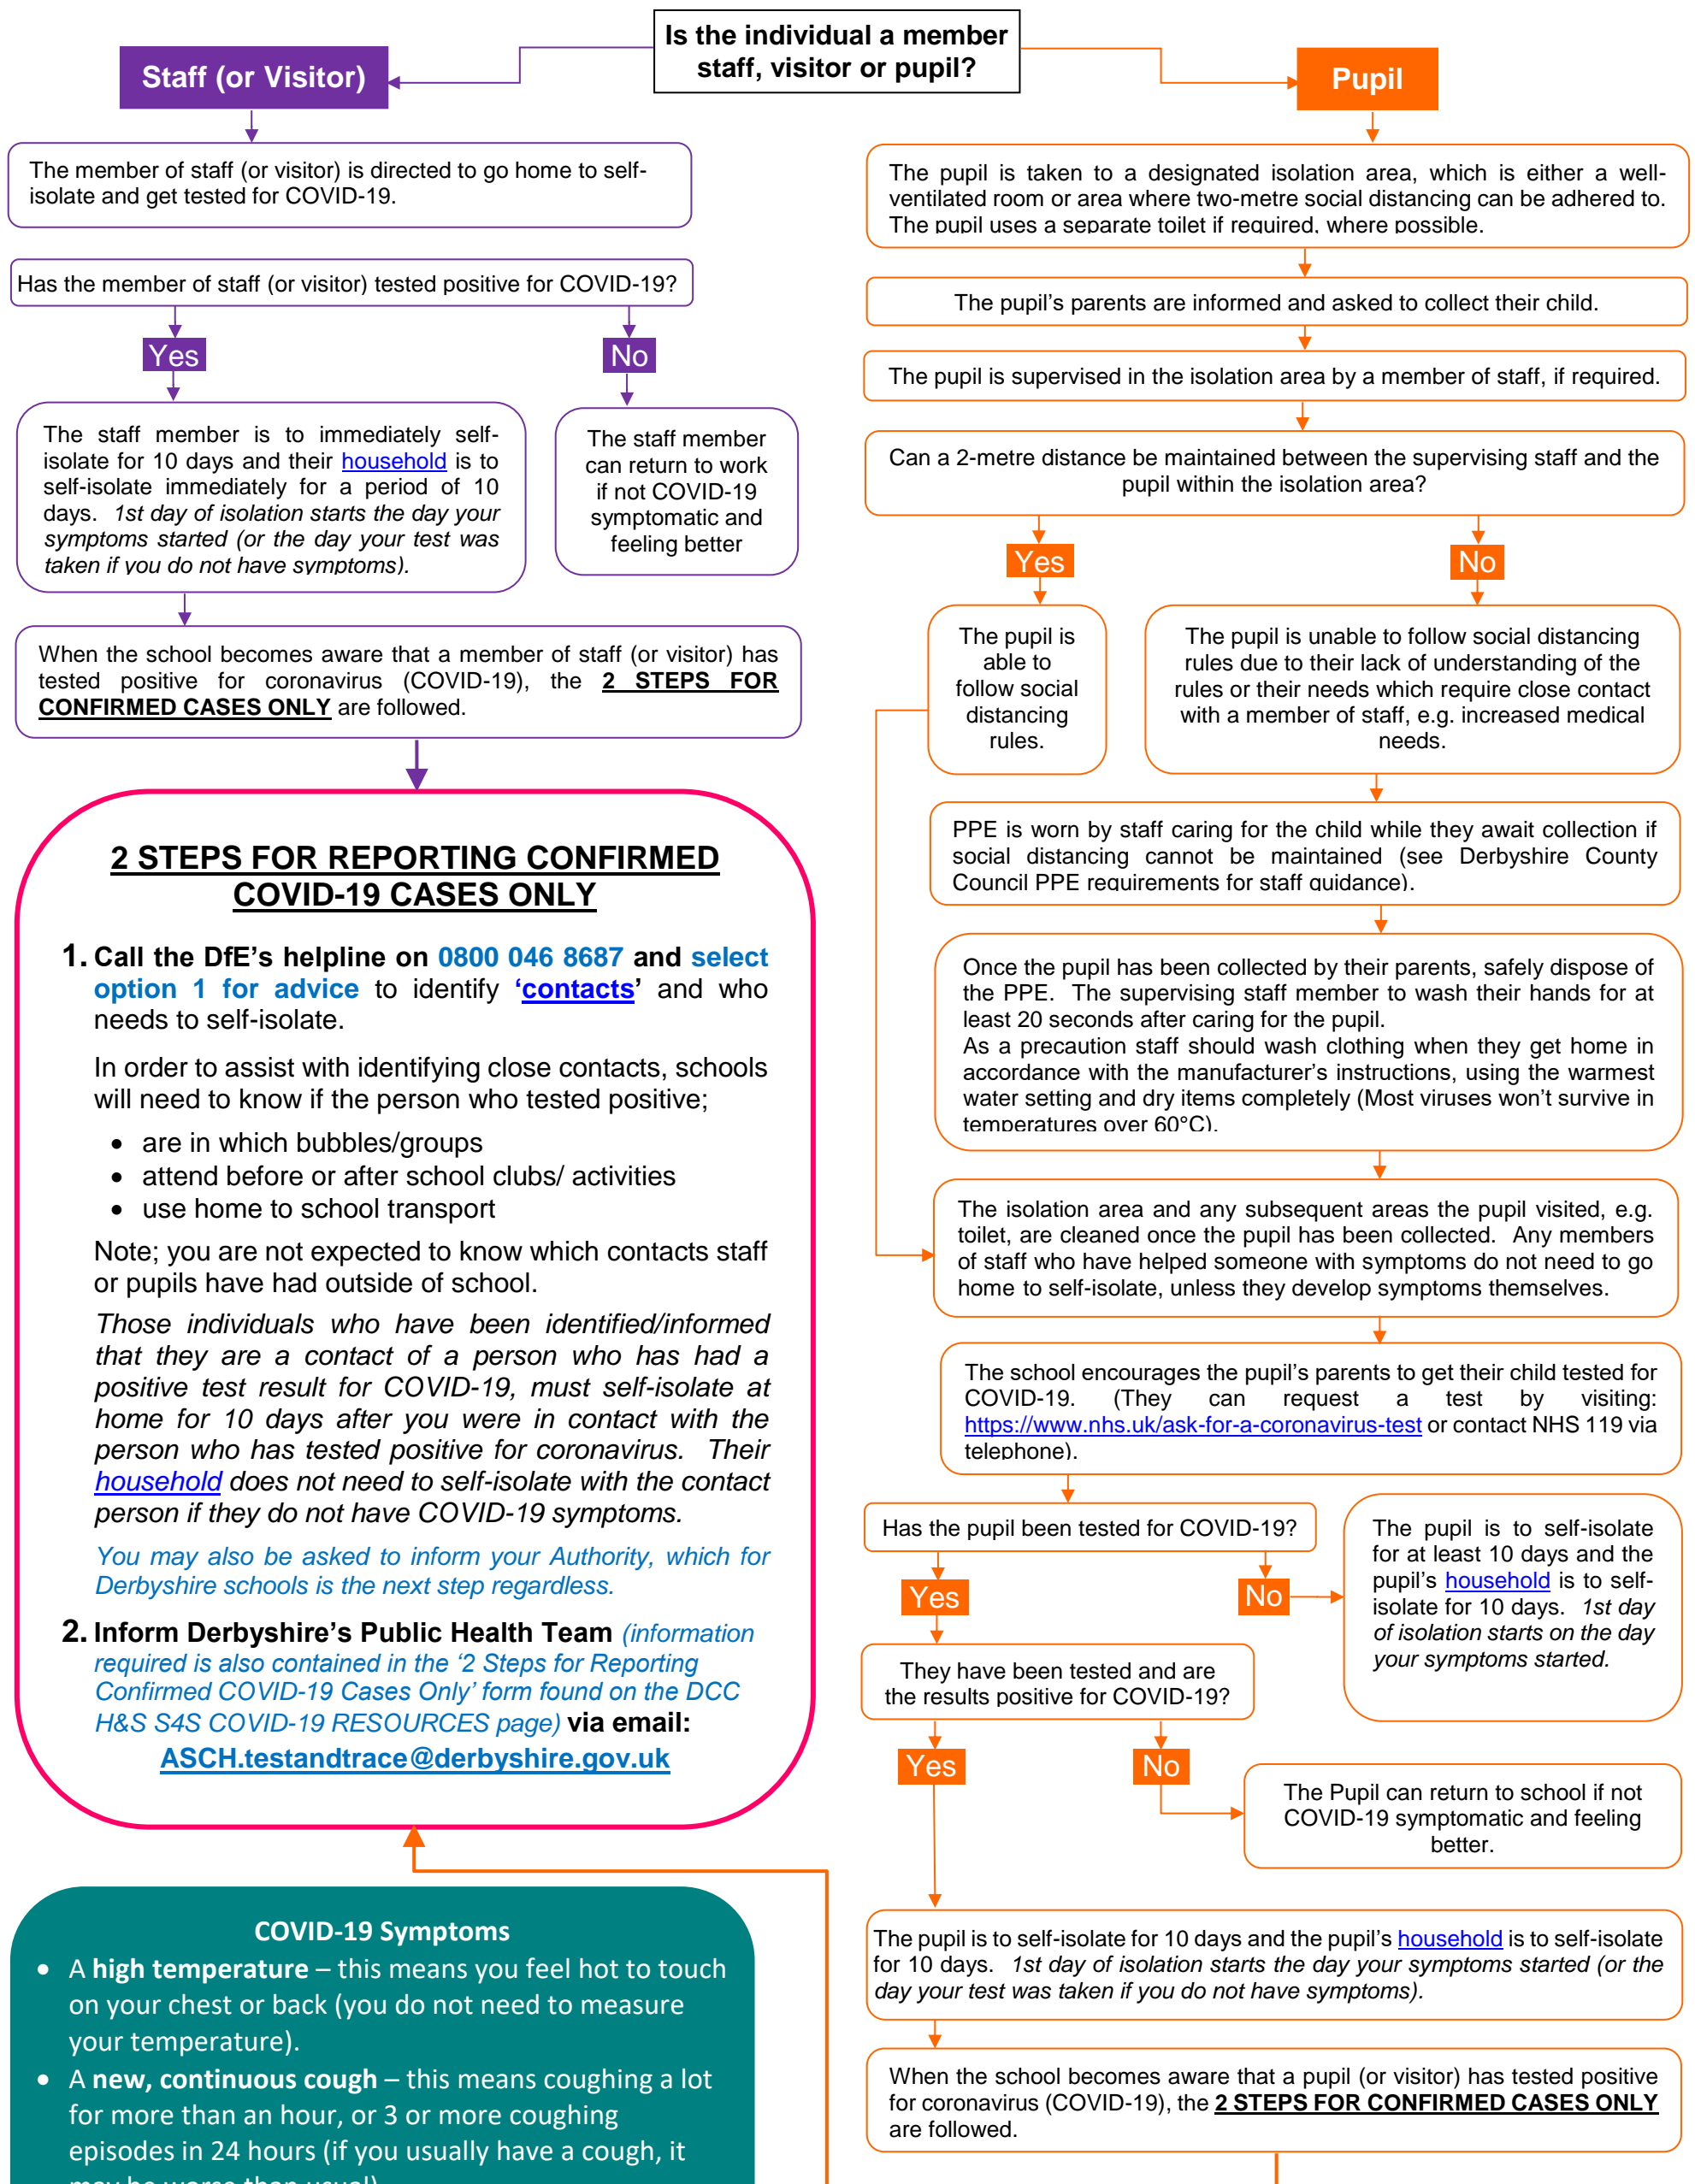 Is the individual a member
staff, visitor or pupil?
Staff (or Visitor)
The member of staff (or visitor) is directed to go home to self-
isolate and get tested for COVID-19.
Has the member of staff (or visitor) tested positive for COVID-19?
Yes
No
The staff member is to immediately self-
isolate for 10 days and their household is to
self-isolate immediately for a period of 10
days. 1st day of isolation starts the day your
symptoms started (or the day your test was
taken if you do not have symptoms).
The staff member
can return to work
if not COVID-19
symptomatic and
feeling better
When the school becomes aware that a member of staff (or visitor) has
tested positive for coronavirus (COVID-19), the 2 STEPS FOR
CONFIRMED CASES ONLY are followed.
2 STEPS FOR REPORTING CONFIRMED
COVID-19 CASES ONLY
1. Call the DfE’s helpline on 0800 046 8687 and select
option 1 for advice to identify ‘contacts’ and who
needs to self-isolate.
In order to assist with identifying close contacts, schools
will need to know if the person who tested positive;
• are in which bubbles/groups
• attend before or after school clubs/ activities
• use home to school transport
Note; you are not expected to know which contacts staff
or pupils have had outside of school.
Those individuals who have been identified/informed
that they are a contact of a person who has had a
positive test result for COVID-19, must self-isolate at
home for 10 days after you were in contact with the
person who has tested positive for coronavirus. Their
household does not need to self-isolate with the contact
person if they do not have COVID-19 symptoms.
You may also be asked to inform your Authority, which for
Derbyshire schools is the next step regardless.
2. Inform Derbyshire’s Public Health Team (information
required is also contained in the ‘2 Steps for Reporting
Confirmed COVID-19 Cases Only’ form found on the DCC
H&S S4S COVID-19 RESOURCES page) via email:
ASCH.testandtrace@derbyshire.gov.uk
COVID-19 Symptoms
• A high temperature – this means you feel hot to touch
on your chest or back (you do not need to measure
your temperature).
• A new, continuous cough – this means coughing a lot
for more than an hour, or 3 or more coughing
episodes in 24 hours (if you usually have a cough, it
may be worse than usual)
Pupil
The pupil is taken to a designated isolation area, which is either a well-
ventilated room or area where two-metre social distancing can be adhered to.
The pupil uses a separate toilet if required, where possible.
The pupil’s parents are informed and asked to collect their child.
The pupil is supervised in the isolation area by a member of staff, if required.
Can a 2-metre distance be maintained between the supervising staff and the
pupil within the isolation area?
Yes
No
The pupil is
able to
follow social
distancing
rules.
The pupil is unable to follow social distancing
rules due to their lack of understanding of the
rules or their needs which require close contact
with a member of staff, e.g. increased medical
needs.
PPE is worn by staff caring for the child while they await collection if
social distancing cannot be maintained (see Derbyshire County
Council PPE requirements for staff guidance).
Once the pupil has been collected by their parents, safely dispose of
the PPE. The supervising staff member to wash their hands for at
least 20 seconds after caring for the pupil.
As a precaution staff should wash clothing when they get home in
accordance with the manufacturer’s instructions, using the warmest
water setting and dry items completely (Most viruses won’t survive in
temperatures over 60°C).
The isolation area and any subsequent areas the pupil visited, e.g.
toilet, are cleaned once the pupil has been collected. Any members
of staff who have helped someone with symptoms do not need to go
home to self-isolate, unless they develop symptoms themselves.
The school encourages the pupil’s parents to get their child tested for
COVID-19. (They can request a test by visiting:
https://www.nhs.uk/ask-for-a-coronavirus-test or contact NHS 119 via
telephone).
Has the pupil been tested for COVID-19?
Yes
No
The pupil is to self-isolate
for at least 10 days and the
pupil’s household is to self-
isolate for 10 days. 1st day
of isolation starts on the day
your symptoms started.
They have been tested and are
the results positive for COVID-19?
Yes
No
The Pupil can return to school if not
COVID-19 symptomatic and feeling
better.
The pupil is to self-isolate for 10 days and the pupil’s household is to self-isolate
for 10 days. 1st day of isolation starts the day your symptoms started (or the
day your test was taken if you do not have symptoms).
When the school becomes aware that a pupil (or visitor) has tested positive
for coronavirus (COVID-19), the 2 STEPS FOR CONFIRMED CASES ONLY
are followed.